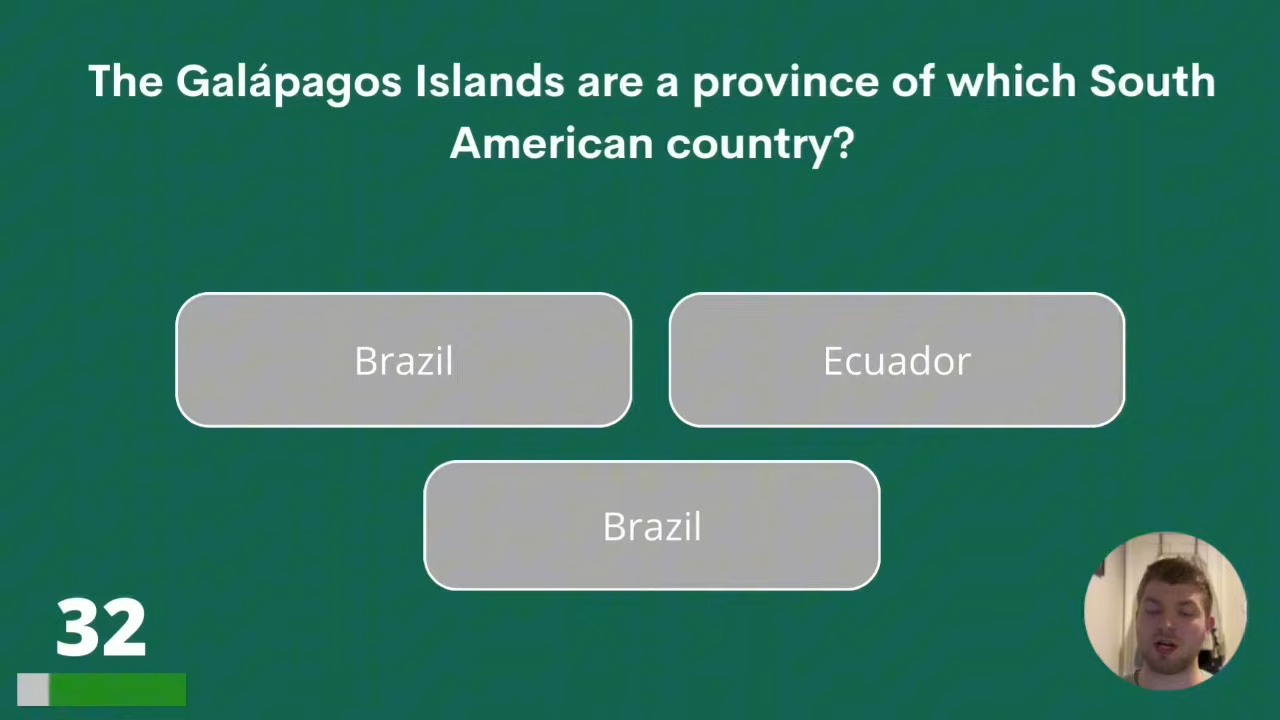 The Galápagos Islands are a province of which South
American country?
Brazil
Ecuador
Brazil
32